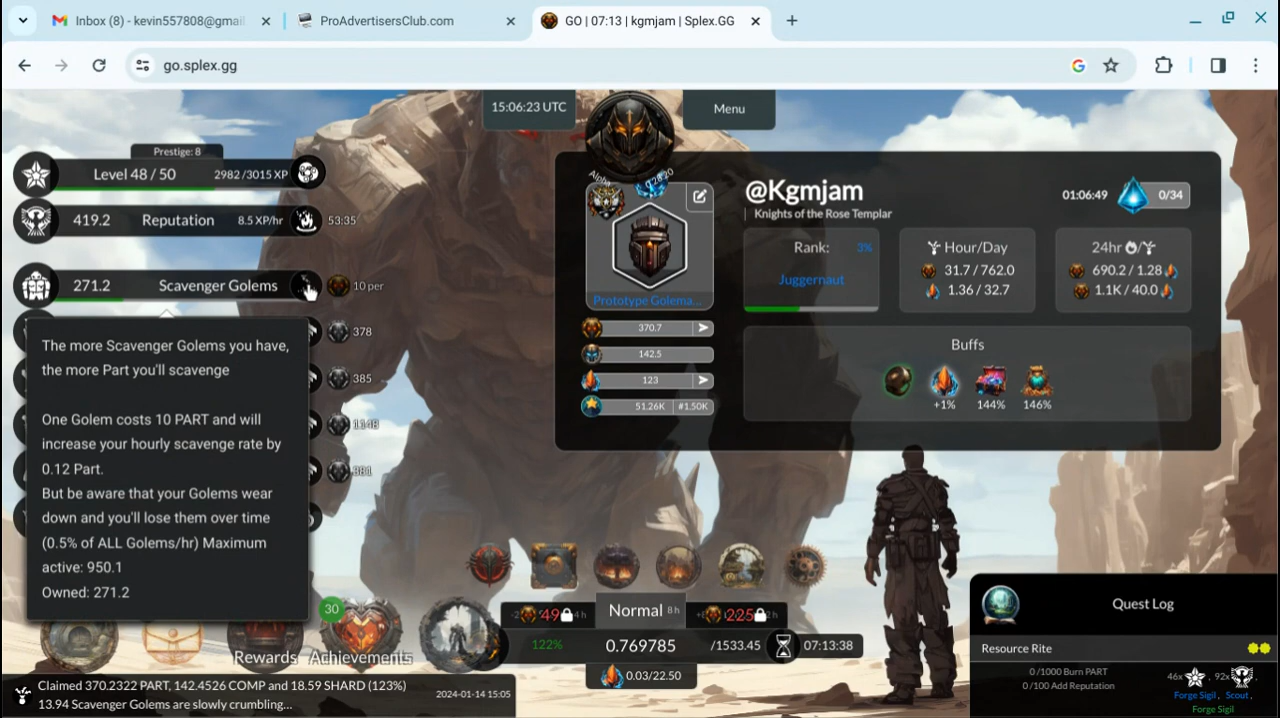 Inbox (8) - kevin557808@gmai
ProAdvertisersClub.com
GO | 07:13 | kgmjam | Splex.GG
go.splex.gg
15:06:23 UTC
Menu
Prestige: 8
Level 48 / 50
2982 /3015 XP
419.2
Reputation
8.5 XP/hr
53:35
271.2
Scavenger Golems
10 per
378
385
1148
381
The more Scavenger Golems you have,
the more Part you'll scavenge
One Golem costs 10 PART and will
increase your hourly scavenge rate by
0.12 Part.
But be aware that your Golems wear
down and you'll lose them over time
(0.5% of ALL Golems/hr) Maximum
active: 950.1
Owned: 271.2
@Kgmjam
Knights of the Rose Templar
01:06:49
0/34
Prototype Golema...
370.7
142.5
123
51.26K
#1.50K
Rank:
3%
Juggernaut
Hour/Day
31.7 / 762.0
1.36 / 32.7
24hr
/
690.2 / 1.28
1.1K / 40.0
Buffs
+1%
144%
146%
30
Rewards
Achievements
49
4h
Normal 8h
225
2h
122%
0.769785
/1533.45
07:13:38
0.03/22.50
Claimed 370.2322 PART, 142.4526 COMP and 18.59 SHARD (123%)
13.94 Scavenger Golems are slowly crumbling...
2024-01-14 15:05
Quest Log
Resource Rite
0 /1000 Burn PART
0 /100 Add Reputation
46x
, 92x
,
Forge Sigil , Scout ,
Forge Sigil